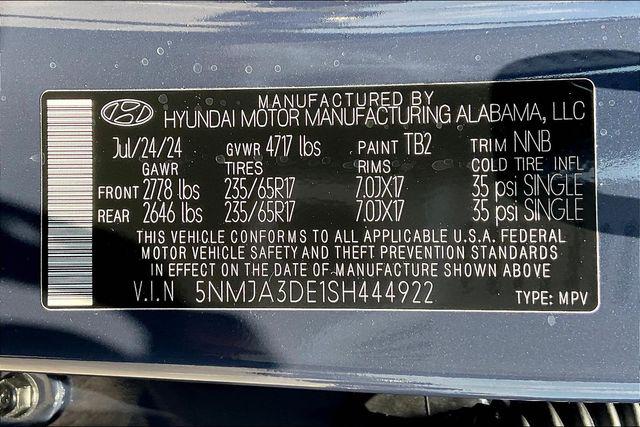 MANUFACTURED BY
HYUNDAI MOTOR MANUFACTURING ALABAMA, LLC
Jul/24/24 GVWR 4717 lbs PAINT TB2 TRIM NNB
GAWR TIRES RIMS COLD TIRE INFL
FRONT 2778 lbs 235/65R17 7.0JX17 35 psi SINGLE
REAR 2646 lbs 235/65R17 7.0JX17 35 psi SINGLE
THIS VEHICLE CONFORMS TO ALL APPLICABLE U.S.A. FEDERAL
MOTOR VEHICLE SAFETY AND THEFT PREVENTION STANDARDS
IN EFFECT ON THE DATE OF MANUFACTURE SHOWN ABOVE
V.I.N 5NMJA3DE1SH444922 TYPE: MPV